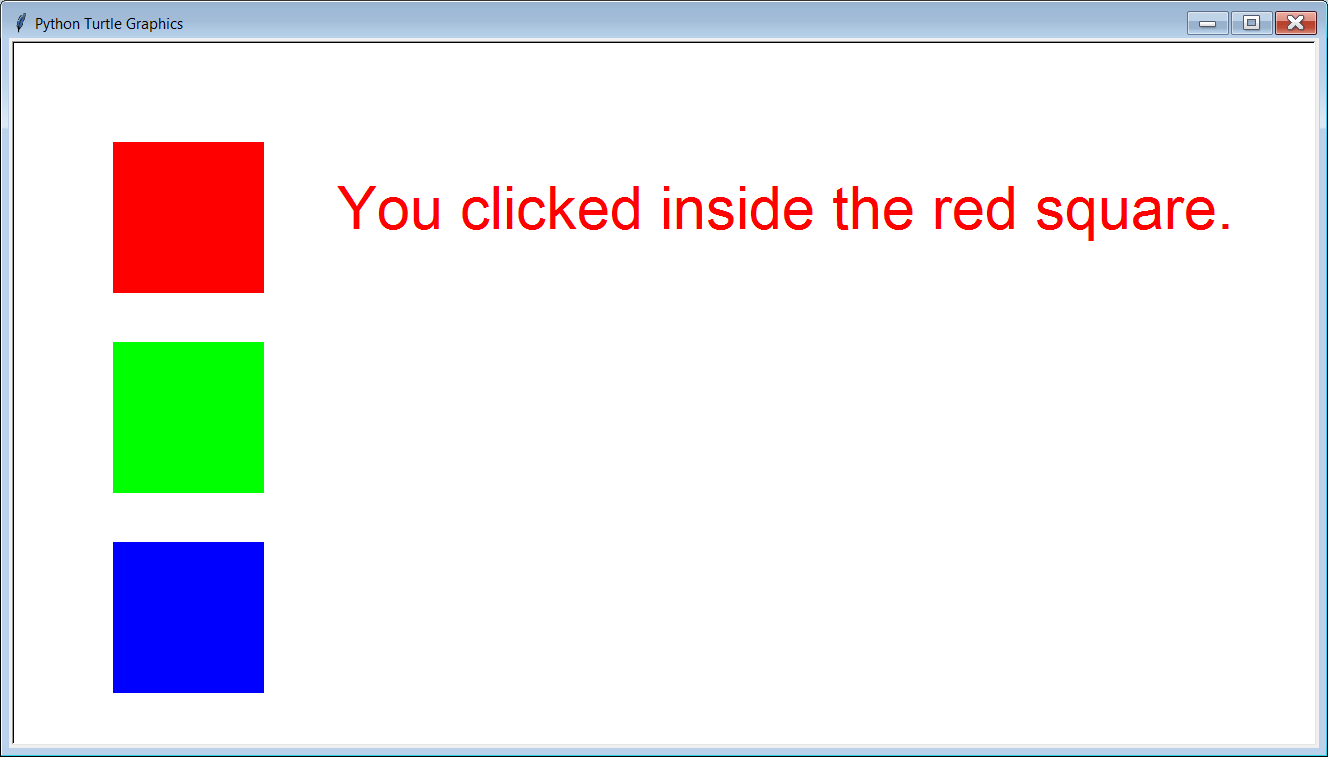 Python Turtle Graphics
You clicked inside the red square.